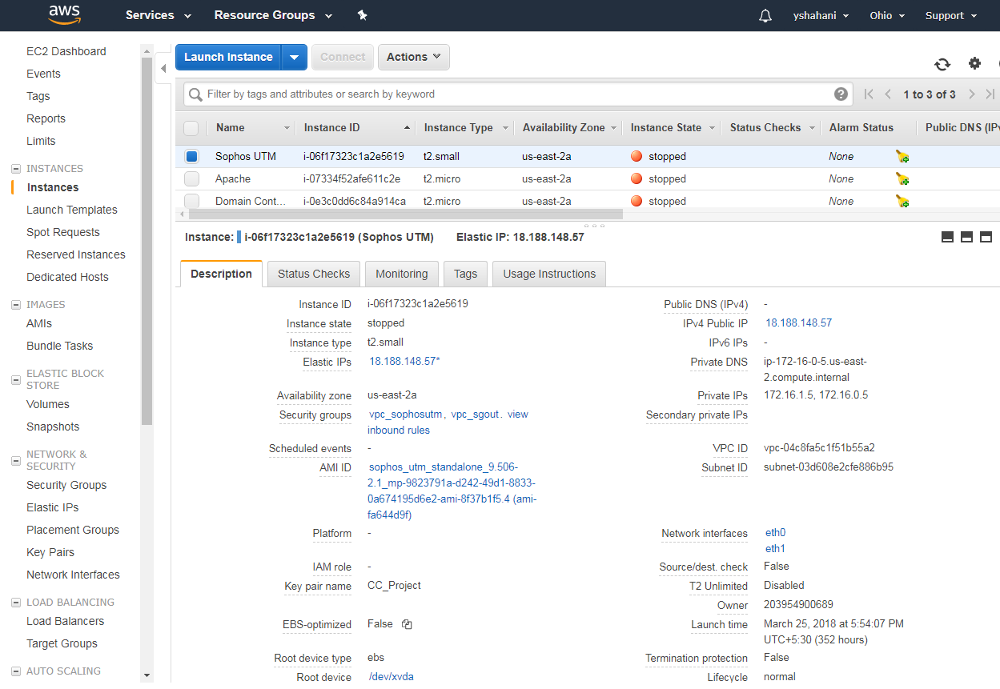 aws Services Resource Groups yshahani Ohio Support
EC2 Dashboard
Events
Tags
Reports
Limits
INSTANCES
Instances
Launch Templates
Spot Requests
Reserved Instances
Dedicated Hosts
IMAGES
AMIs
Bundle Tasks
ELASTIC BLOCK
STORE
Volumes
Snapshots
NETWORK &
SECURITY
Security Groups
Elastic IPs
Placement Groups
Key Pairs
Network Interfaces
LOAD BALANCING
Load Balancers
Target Groups
AUTO SCALING
Launch Instance Connect Actions
Filter by tags and attributes or search by keyword ? 1 to 3 of 3
Name Instance ID Instance Type Availability Zone Instance State Status Checks Alarm Status Public DNS (IPv
Sophos UTM i-06f17323c1a2e5619 t2.small us-east-2a stopped None
Apache i-07334f52afe611c2e t2.micro us-east-2a stopped None
Domain Cont... i-0e3c0dd6c84a914ca t2.micro us-east-2a stopped None
Instance: i-06f17323c1a2e5619 (Sophos UTM) Elastic IP: 18.188.148.57
Description Status Checks Monitoring Tags Usage Instructions
Instance ID i-06f17323c1a2e5619
Instance state stopped
Instance type t2.small
Elastic IPs 18.188.148.57*
Availability zone us-east-2a
Security groups vpc_sophosutm, vpc_sgout. view
inbound rules
Scheduled events -
AMI ID sophos_utm_standalone_9.506-
2.1_mp-9823791a-d242-49d1-8833-
0a674195d6e2-ami-8f37b1f5.4 (ami-
fa644d9f)
Platform -
IAM role -
Key pair name CC_Project
EBS-optimized False
Root device type ebs
Root device /dev/xvda
Public DNS (IPv4) -
IPv4 Public IP 18.188.148.57
IPv6 IPs -
Private DNS ip-172-16-0-5.us-east-
2.compute.internal
Private IPs 172.16.1.5, 172.16.0.5
Secondary private IPs
VPC ID vpc-04c8fa5c1f51b55a2
Subnet ID subnet-03d608e2cfe886b95
Network interfaces eth0
eth1
Source/dest. check False
T2 Unlimited Disabled
Owner 203954900689
Launch time March 25, 2018 at 5:54:07 PM
UTC+5:30 (352 hours)
Termination protection False
Lifecycle normal